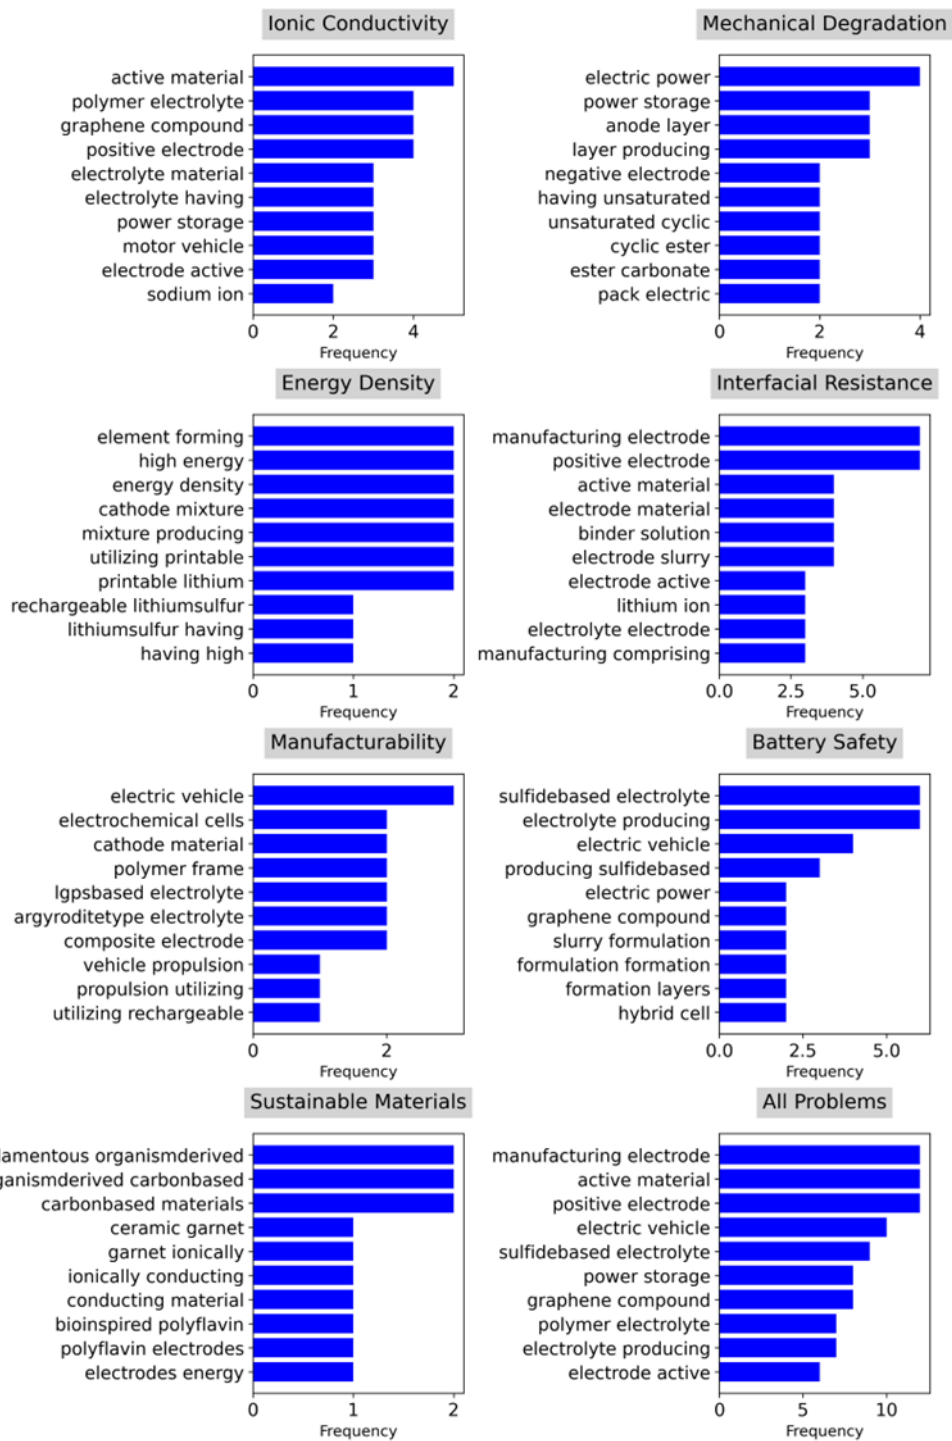 Ionic Conductivity
active material
polymer electrolyte
graphene compound
positive electrode
electrolyte material
electrolyte having
power storage
motor vehicle
electrode active
sodium ion
0 2 4
Frequency
Mechanical Degradation
electric power
power storage
anode layer
layer producing
negative electrode
having unsaturated
unsaturated cyclic
cyclic ester
ester carbonate
pack electric
0 2 4
Frequency
Energy Density
element forming
high energy
energy density
cathode mixture
mixture producing
utilizing printable
printable lithium
rechargeable lithiumsulfur
lithiumsulfur having
having high
0 1 2
Frequency
Interfacial Resistance
manufacturing electrode
positive electrode
active material
electrode material
binder solution
electrode slurry
electrode active
lithium ion
electrolyte electrode
manufacturing comprising
0.0 2.5 5.0
Frequency
Manufacturability
electric vehicle
electrochemical cells
cathode material
polymer frame
lgpsbased electrolyte
argyroditetype electrolyte
composite electrode
vehicle propulsion
propulsion utilizing
utilizing rechargeable
0 2
Frequency
Battery Safety
sulfidebased electrolyte
electrolyte producing
electric vehicle
producing sulfidebased
electric power
graphene compound
slurry formulation
formulation formation
formation layers
hybrid cell
0.0 2.5 5.0
Frequency
Sustainable Materials
lamentous organismderived
ganismderived carbonbased
carbonbased materials
ceramic garnet
garnet ionically
ionically conducting
conducting material
bioinspired polyflavin
polyflavin electrodes
electrodes energy
0 1 2
Frequency
All Problems
manufacturing electrode
active material
positive electrode
electric vehicle
sulfidebased electrolyte
power storage
graphene compound
polymer electrolyte
electrolyte producing
electrode active
0 5 10
Frequency